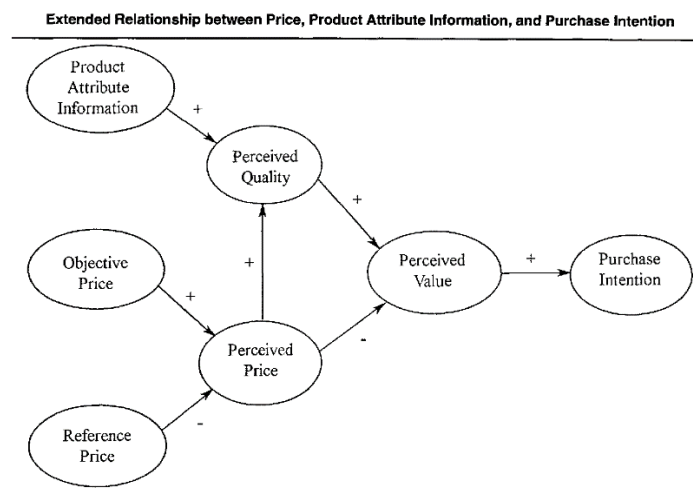 Extended Relationship between Price, Product Attribute Information, and Purchase Intention
Product
Attribute
Information
+
Perceived
Quality
+
Objective
Price
+
+
Perceived
Value
+
Purchase
Intention
Perceived
Price
-
Reference
Price
-